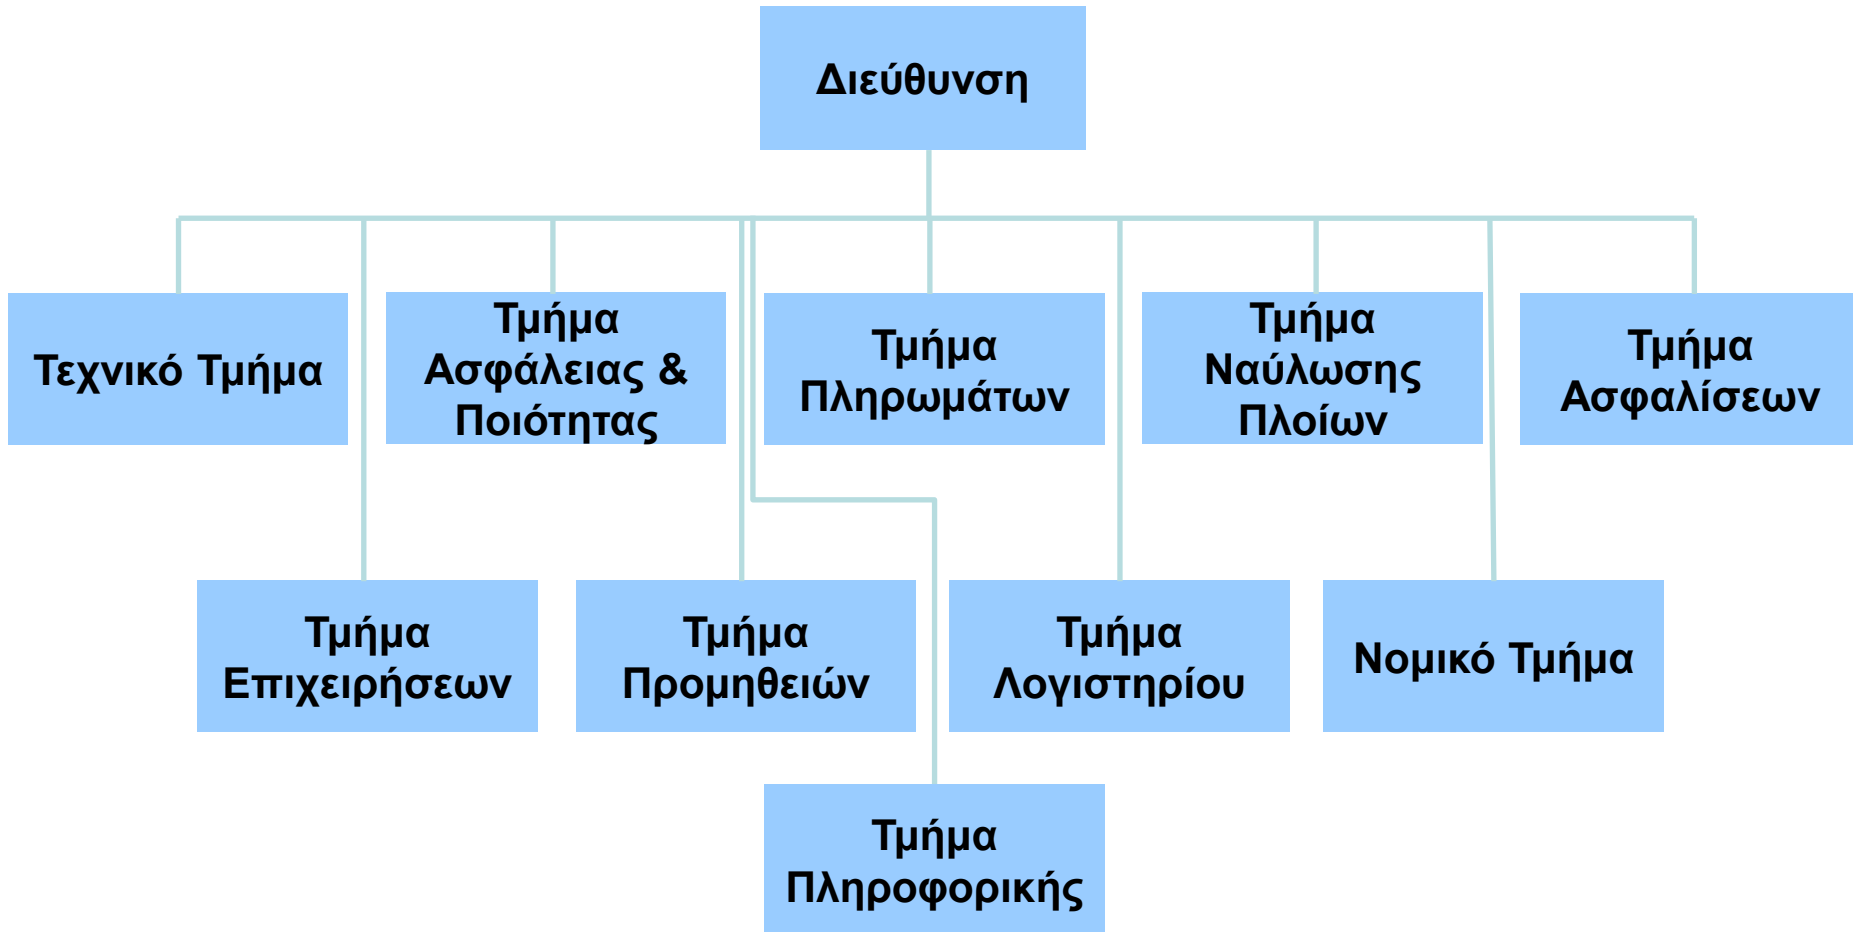 Διεύθυνση
Τεχνικό Τμήμα
Τμήμα
Ασφάλειας &
Ποιότητας
Τμήμα
Πληρωμάτων
Τμήμα
Ναύλωσης
Πλοίων
Τμήμα
Ασφαλίσεων
Τμήμα
Επιχειρήσεων
Τμήμα
Προμηθειών
Τμήμα
Λογιστηρίου
Νομικό Τμήμα
Τμήμα
Πληροφορικής